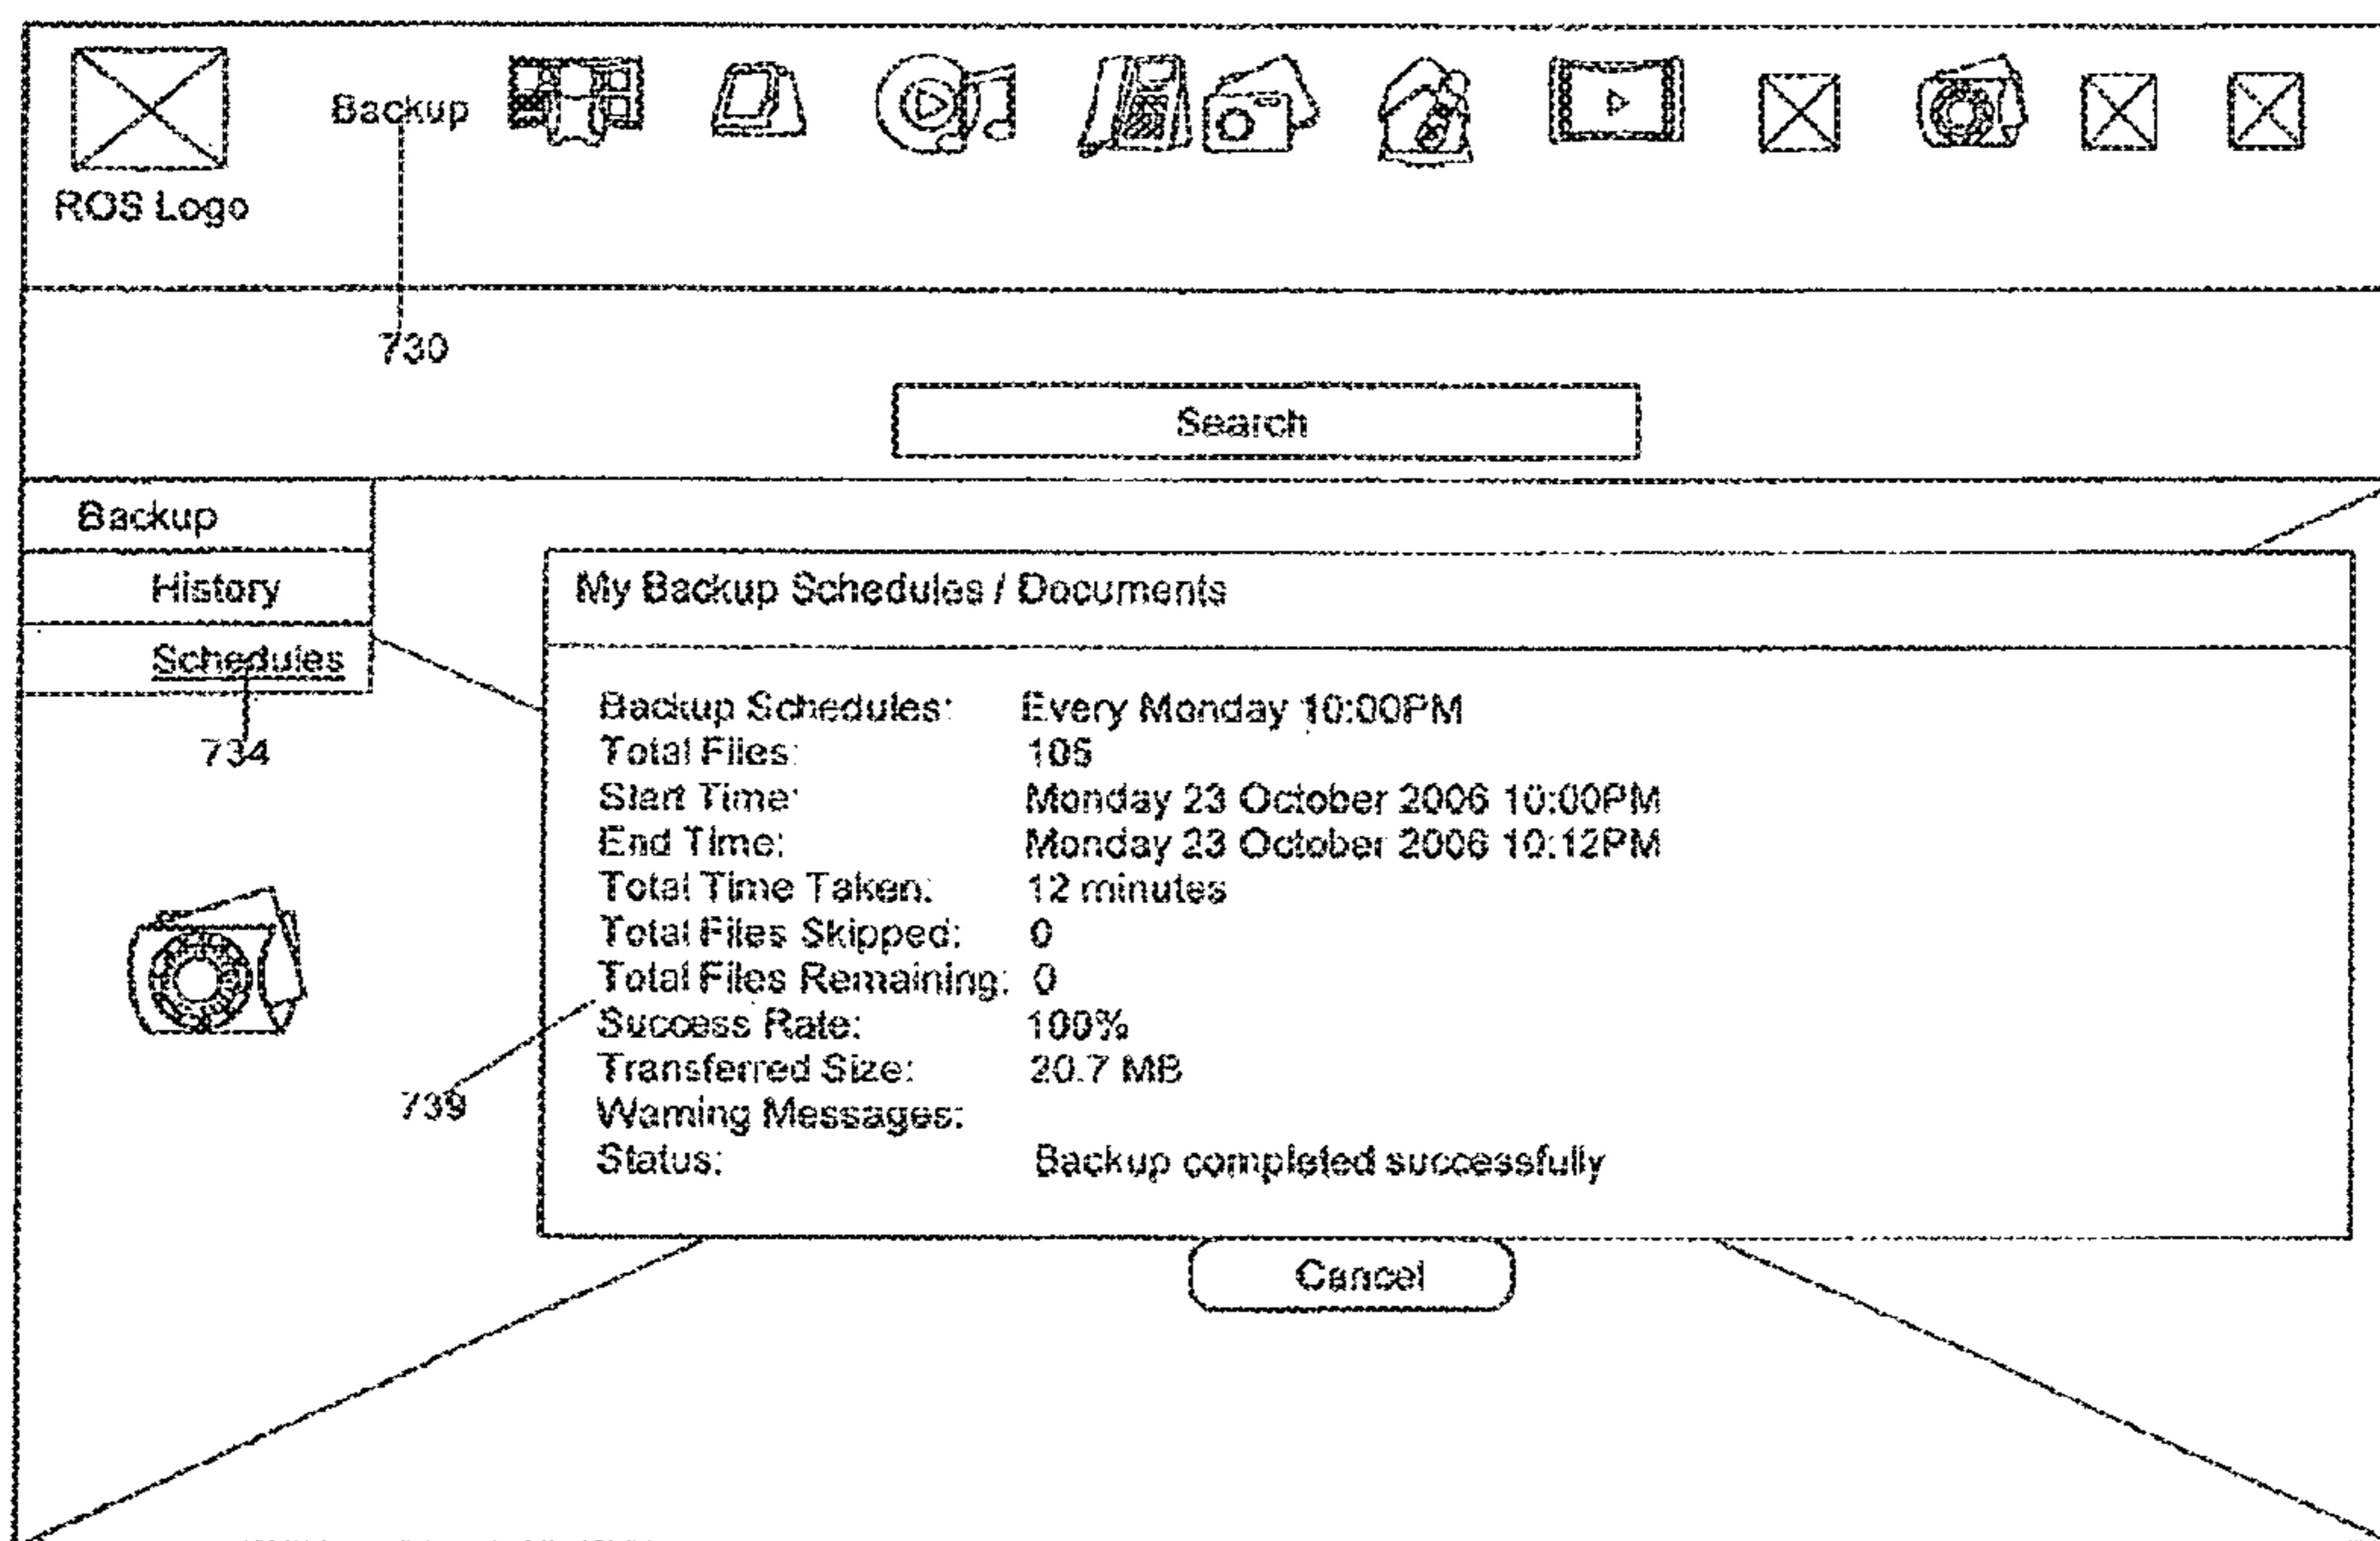 Backup
ROS Logo
730
Search
Backup
History
Schedules
734
My Backup Schedules / Documents
Backup Schedules: Every Monday 10:00PM
Total Files:
Start Time: Monday 23 October 2006 10:00PM
End Time: Monday 23 October 2006 10:12PM
Total Time Taken: 12 minutes
Total Files Skipped: 0
Total Files Remaining: 0
Success Rate: 100%
Transferred Size: 20.7 MB
739
Warning Messages:
Status: Backup completed successfully
Cancel